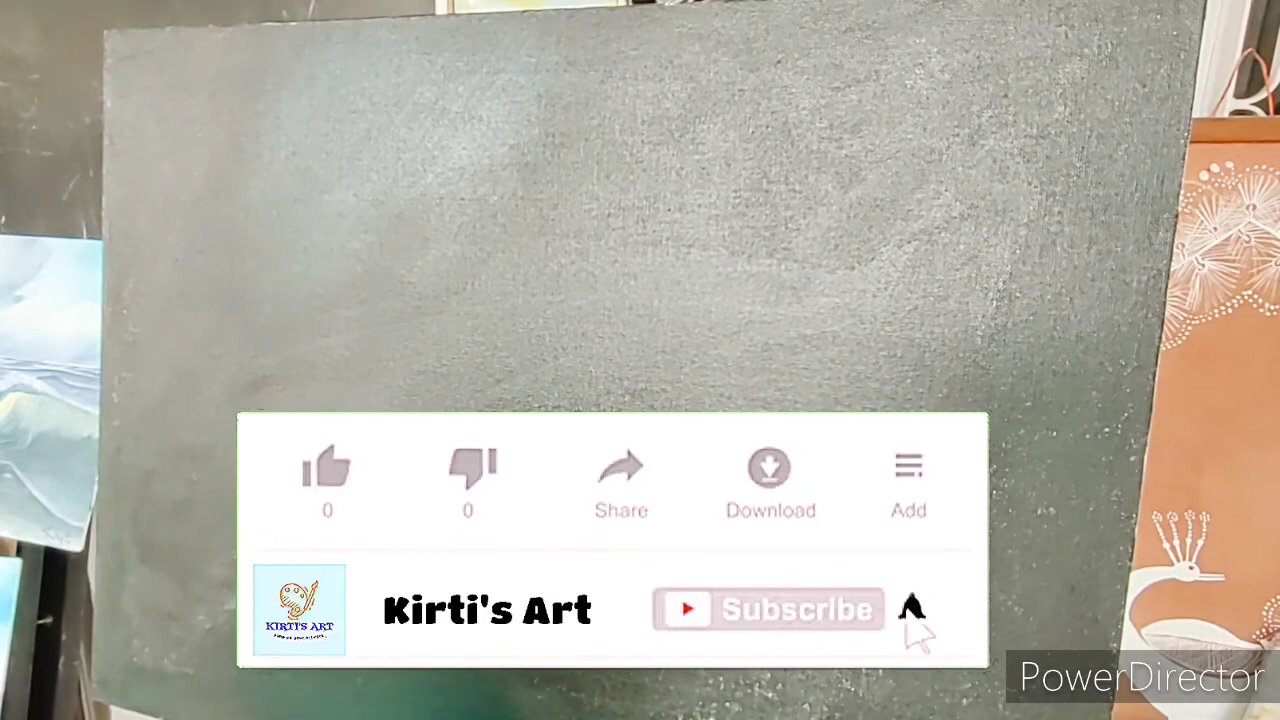 0
0
Share
Download
Add
KIRTI'S ART
Kirti's Art
Subscribe
PowerDirector